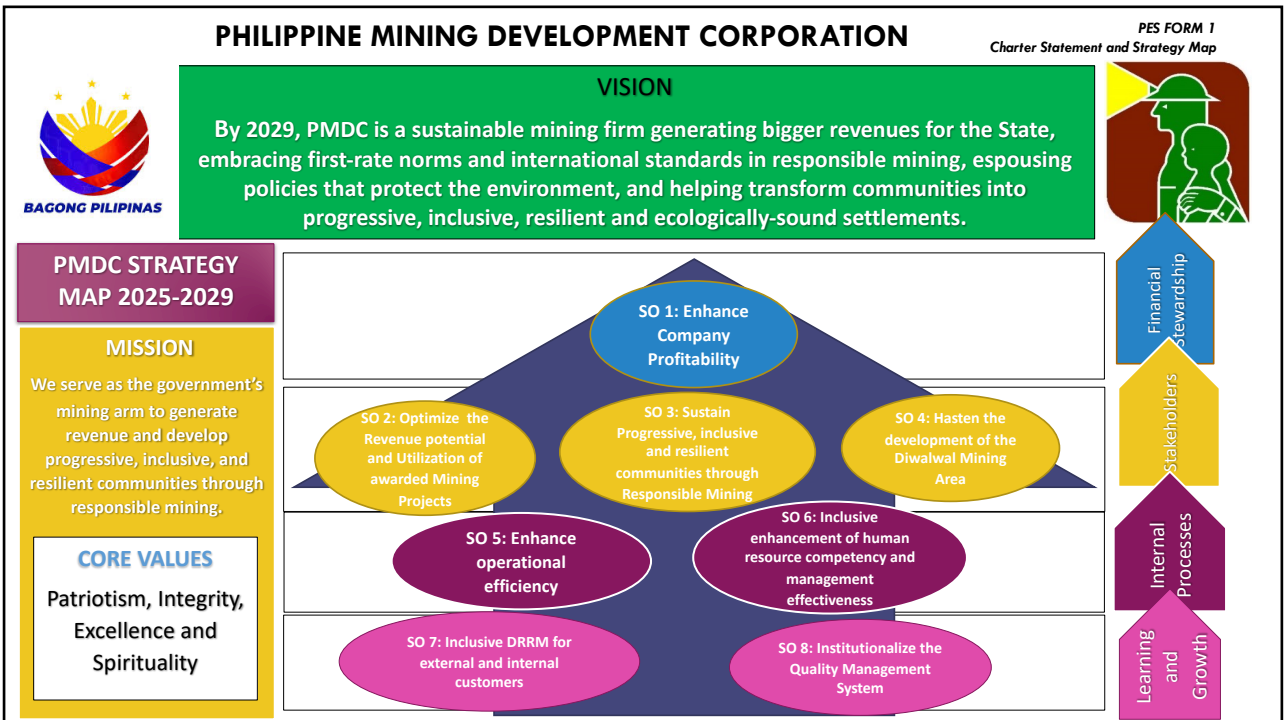 PHILIPPINE MINING DEVELOPMENT CORPORATION
PES FORM 1
Charter Statement and Strategy Map
BAGONG PILIPINAS
VISION
By 2029, PMDC is a sustainable mining firm generating bigger revenues for the State,
embracing first-rate norms and international standards in responsible mining, espousing
policies that protect the environment, and helping transform communities into
progressive, inclusive, resilient and ecologically-sound settlements.
PMDC STRATEGY
MAP 2025-2029
MISSION
We serve as the government's
mining arm to generate
revenue and develop
progressive, inclusive, and
resilient communities through
responsible mining.
CORE VALUES
Patriotism, Integrity,
Excellence and
Spirituality
SO 1: Enhance
Company
Profitability
SO 2: Optimize the
Revenue potential
and Utilization of
awarded Mining
Projects
SO 3: Sustain
Progressive, inclusive
and resilient
communities through
Responsible Mining
SO 4: Hasten the
development of the
Diwalwal Mining
Area
SO 5: Enhance
operational
efficiency
SO 6: Inclusive
enhancement of human
resource competency and
management
effectiveness
SO 7: Inclusive DRRM for
external and internal
customers
SO 8: Institutionalize the
Quality Management
System
Financial
Stewardship
Stakeholders
Internal
Processes
Learning
and
Growth